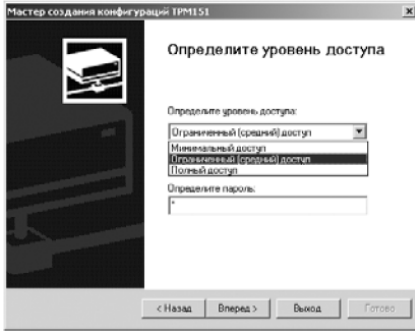 Мастер создания конфигураций ТРМ151
Определите уровень доступа
Определите уровень доступа:
Ограниченный (средний) доступ
Минимальный доступ
Ограниченный (средний) доступ
Полный доступ
Определите пароль:
*
< Назад Вперед > Выход Готово